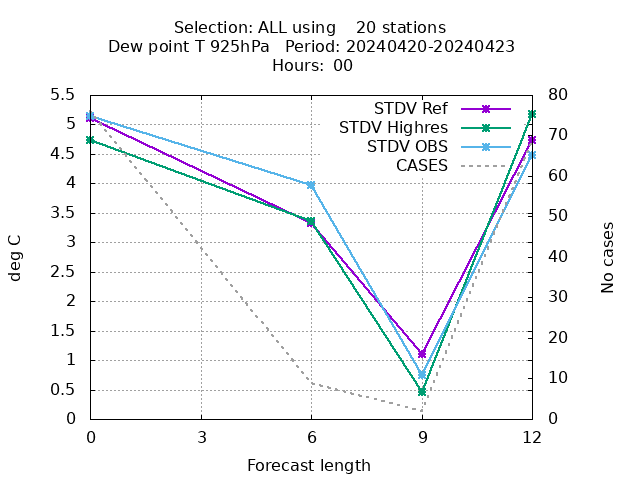 Selection: ALL using    20 stations
Dew point T 925hPa   Period: 20240420-20240423
Hours:  00
STDV Ref
STDV Highres
STDV OBS
CASES
5.5
5
4.5
4
3.5
3
2.5
2
1.5
1
0.5
0
80
70
60
50
40
30
20
10
0
deg C
No cases
0 3 6 9 12
Forecast length